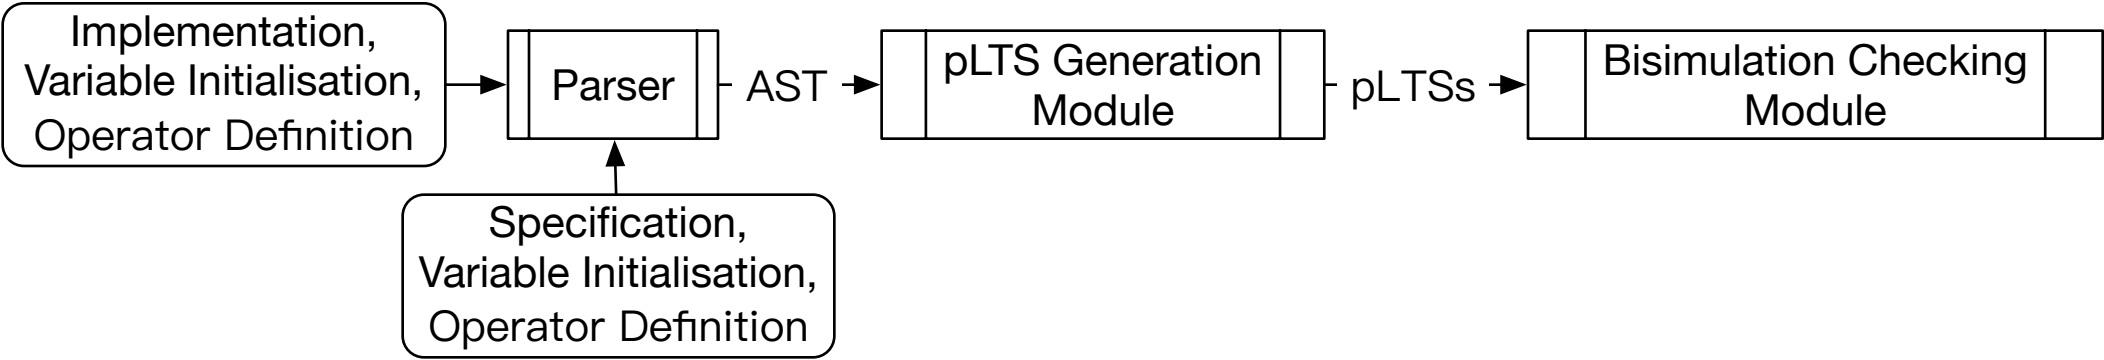 Implementation,
Variable Initialisation,
Operator Definition
Parser
AST
pLTS Generation
Module
pLTSs
Bisimulation Checking
Module
Specification,
Variable Initialisation,
Operator Definition